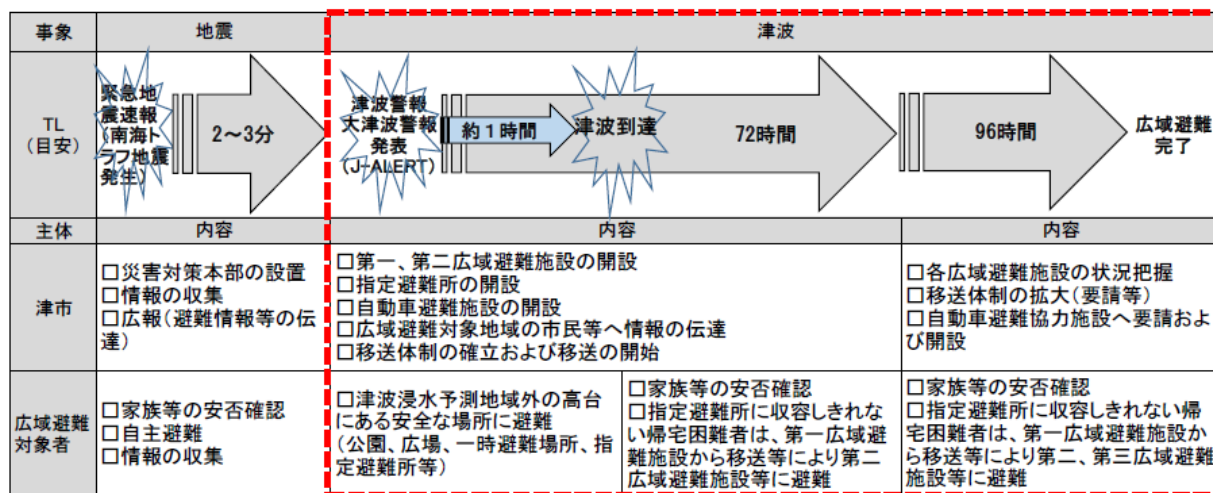 事象
地震
津波
TL
(目安)
緊急地
震速報
(南海ト
ラフ地震
発生)
2～3分
津波警報
大津波警報
発表
(J-ALERT)
約１時間
津波到達
72時間
96時間
広域避難
完了
主体
内容
内容
内容
津市
□災害対策本部の設置
□情報の収集
□広報(避難情報等の伝
達)
□第一、第二広域避難施設の開設
□指定避難所の開設
□自動車避難施設の開設
□広域避難対象地域の市民等へ情報の伝達
□移送体制の確立および移送の開始
□各広域避難施設の状況把握
□移送体制の拡大(要請等)
□自動車避難協力施設へ要請およ
び開設
広域避難
対象者
□家族等の安否確認
□自主避難
□情報の収集
□津波浸水予測地域外の高台
にある安全な場所に避難
(公園、広場、一時避難場所、指
定避難所等)
□家族等の安否確認
□指定避難所に収容しきれな
い帰宅困難者は、第一広域避
難施設から移送等により第二
広域避難施設等に避難
□家族等の安否確認
□指定避難所に収容しきれない帰
宅困難者は、第一広域避難施設か
ら移送等により第二、第三広域避難
施設等に避難